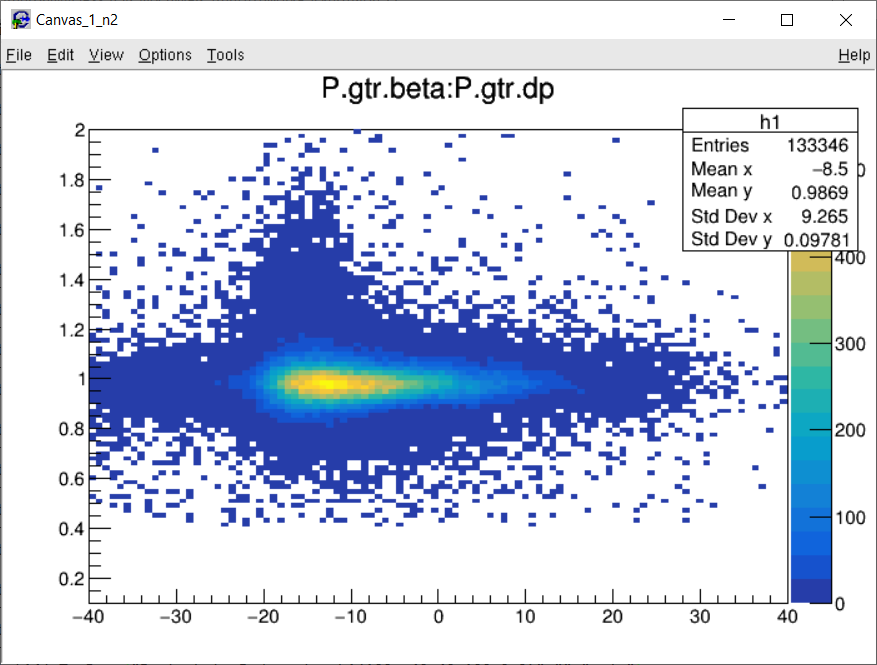 Canvas_1_n2
File Edit View Options Tools Help
P.gtr.beta:P.gtr.dp
h1
Entries 133346
Mean x −8.5
Mean y 0.9869
Std Dev x 9.265
Std Dev y 0.09781
2
1.8
1.6
1.4
1.2
1
0.8
0.6
0.4
0.2
−40 −30 −20 −10 0 10 20 30 40
400
300
200
100
0